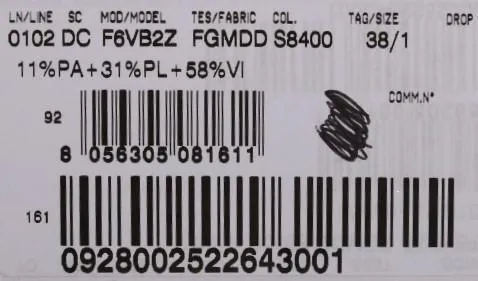 LN/LINE SC MOD/MODEL TES/FABRIC COL. TAG/SIZE DROP
0102 DC F6VB2Z FGMDD S8400 38/1
11%PA+31%PL+58%VI
COMM.N°
92
8 056305 081611
161
0928002522643001